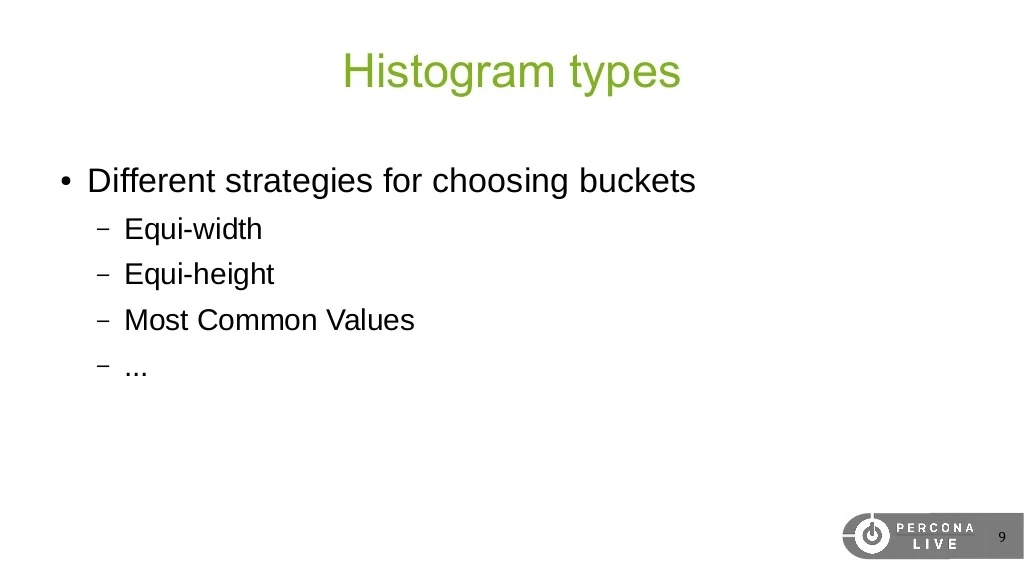 Histogram types
• Different strategies for choosing buckets
– Equi-width
– Equi-height
– Most Common Values
– ...
PERCONA
LIVE
9